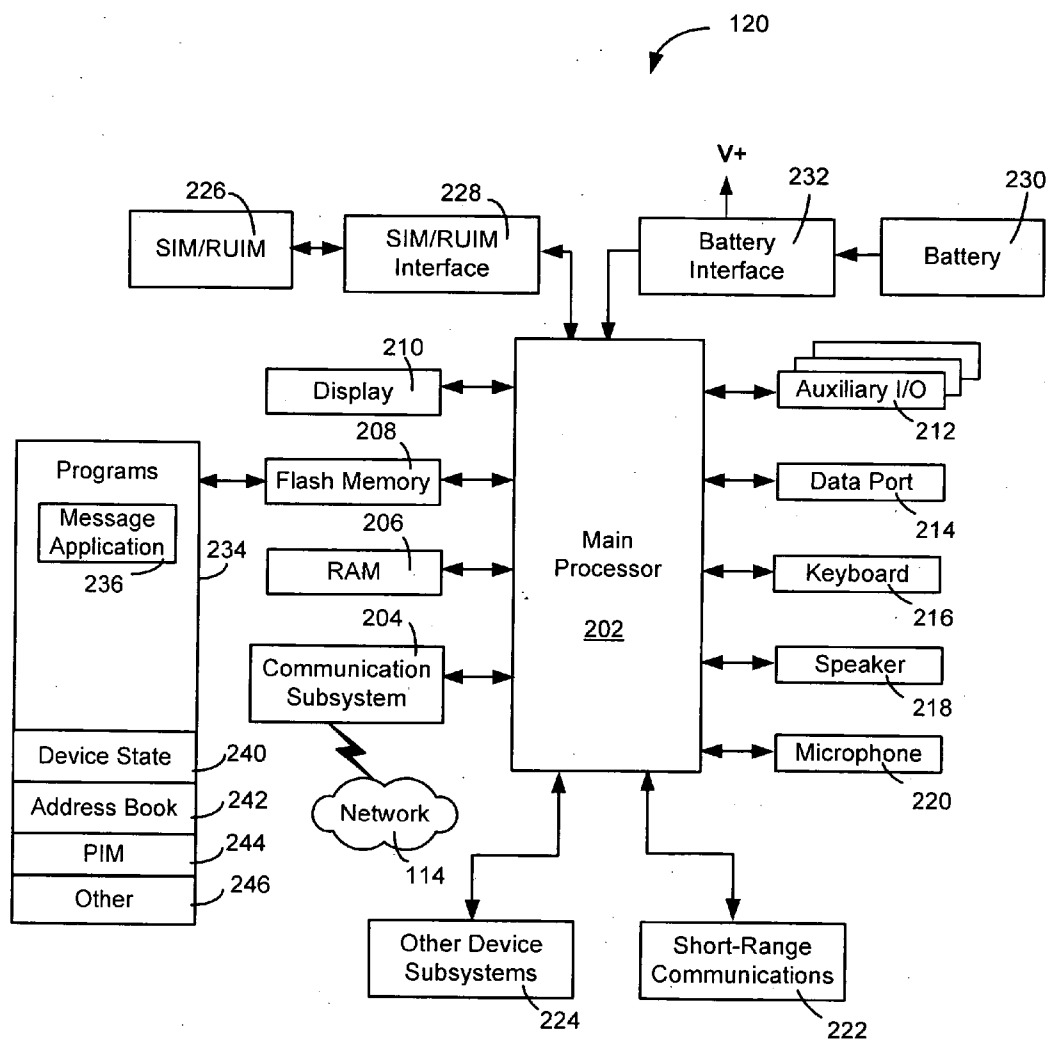 120
V+
226
228
232
230
SIM/RUIM
SIM/RUIM
Interface
Battery
Interface
Battery
210
Display
Auxiliary I/O
212
208
Programs
Flash Memory
Data Port
214
Message
Application
236
234
206
RAM
Main
Processor
202
Keyboard
216
204
Communication
Subsystem
Speaker
218
Device State
240
Microphone
220
Address Book
242
Network
114
PIM
244
Other
246
Other Device
Subsystems
224
Short-Range
Communications
222